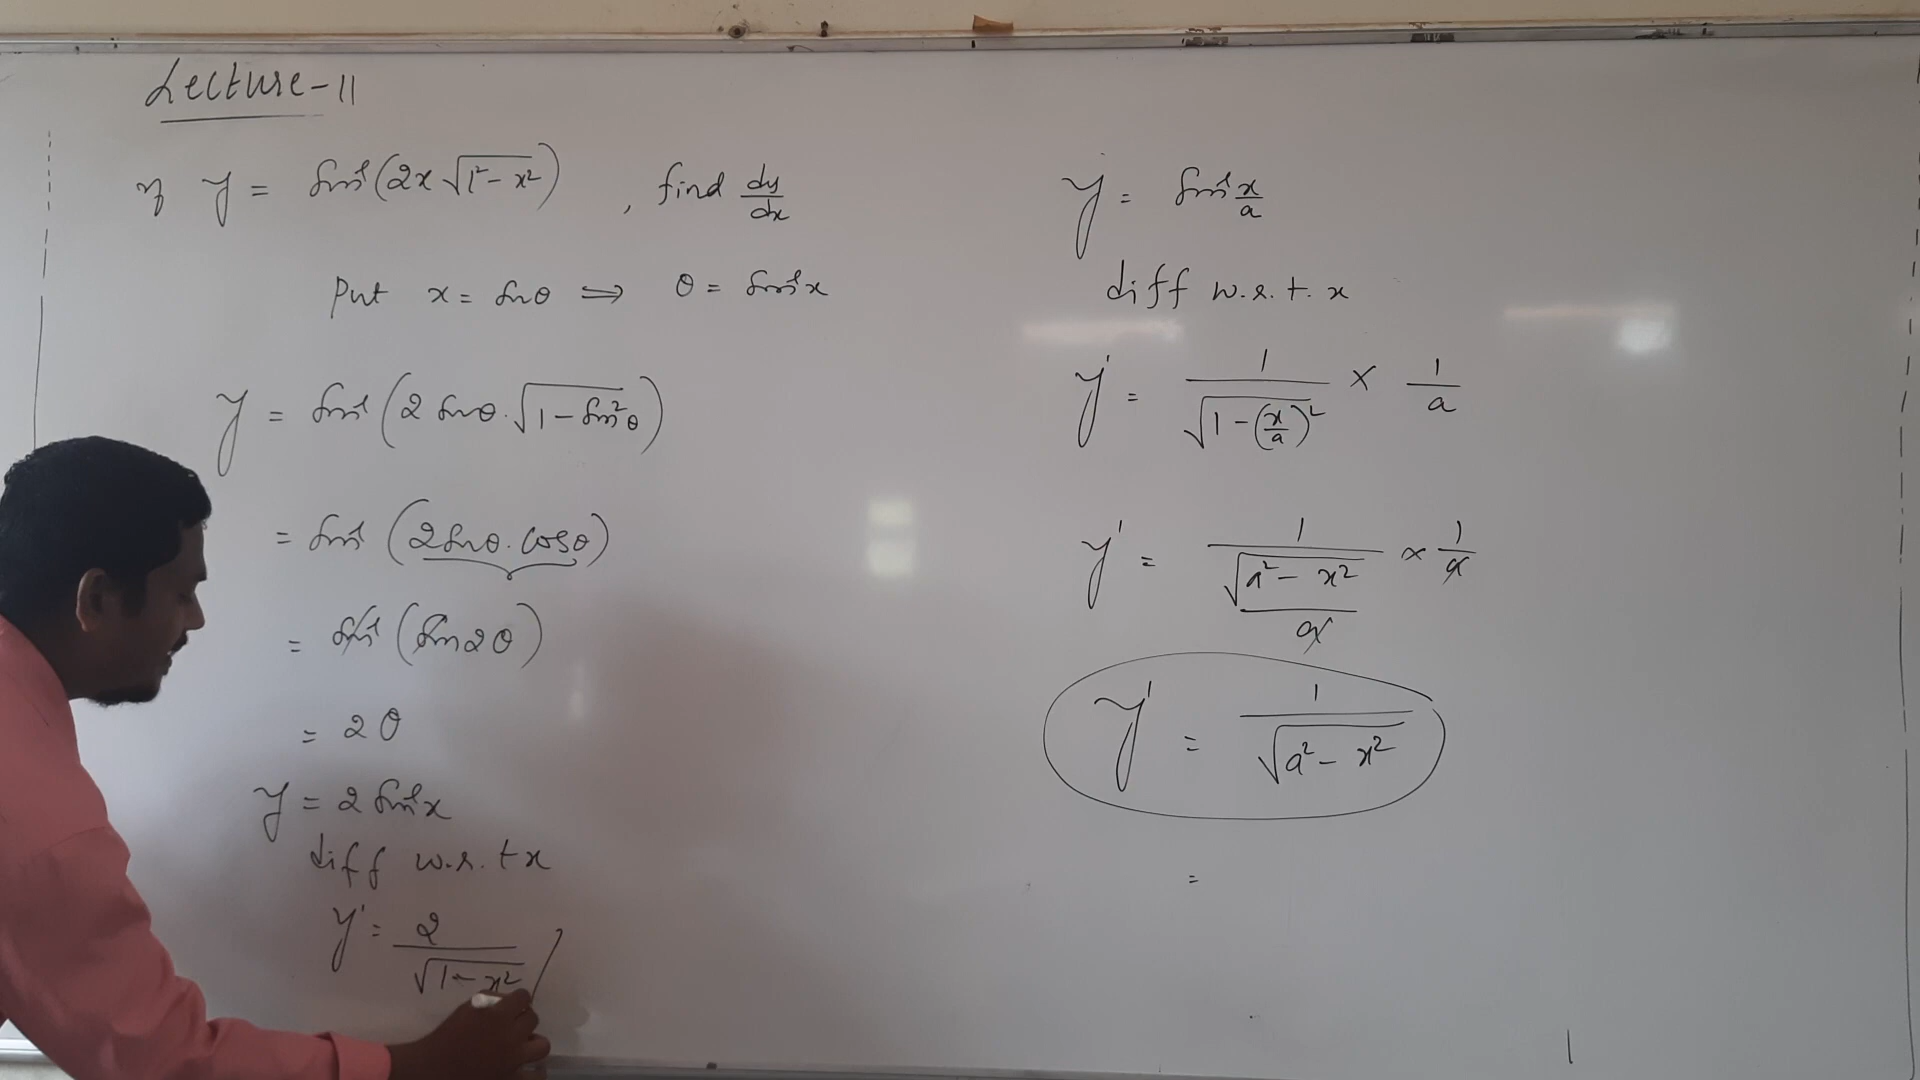 Lecture-11
If y = sin⁻¹(2x √(1²- x²)) , find dy/dx
Put x = sinθ ⟹ θ = sin⁻¹x
y = sin⁻¹(2 sinθ · √(1 - sin²θ))
= sin⁻¹(2sinθ · cosθ)
= sin⁻¹(sin2θ)
= 2θ
y = 2 sin⁻¹x
diff w.r.t x
y' = 2/√(1 - x²)
y = sin⁻¹ x/a
diff w.r.t. x
y' = 1/√(1 - (x/a)²) × 1/a
y' = 1/(√(a² - x²)/a) × 1/a
y' = 1/√(a² - x²)
=